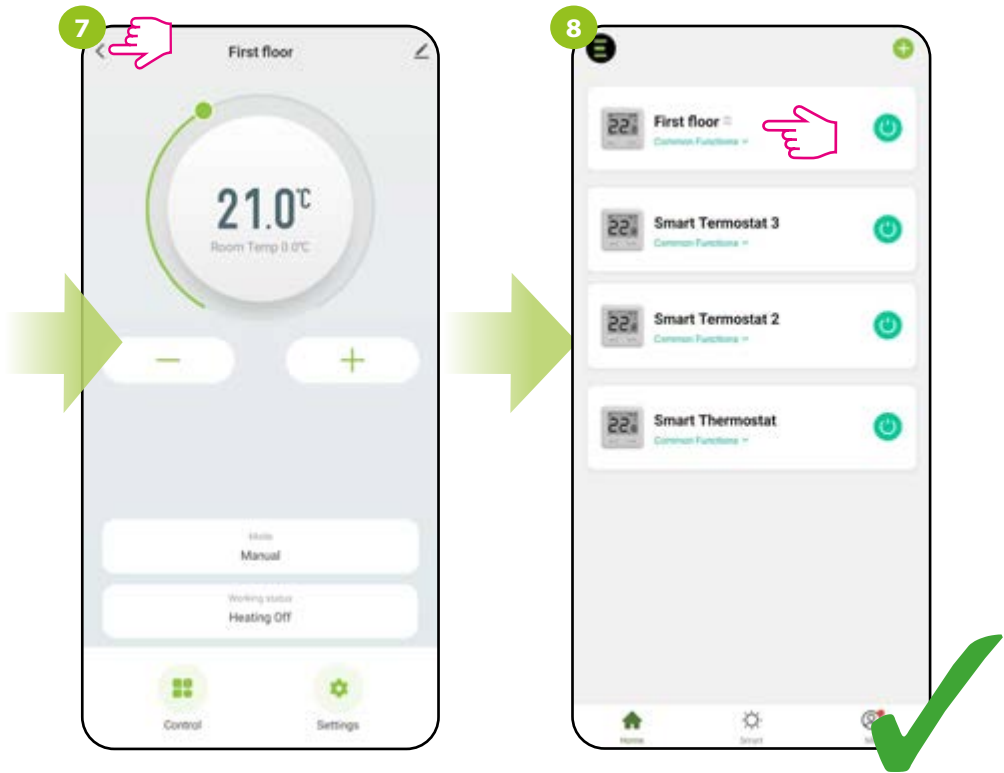 7
First floor
21.0°C
Room Temp 0.0°C
Mode
Manual
Working status
Heating Off
Control
Settings
8
First floor
Common Functions
Smart Termostat 3
Common Functions
Smart Termostat 2
Common Functions
Smart Thermostat
Common Functions
Home
Smart